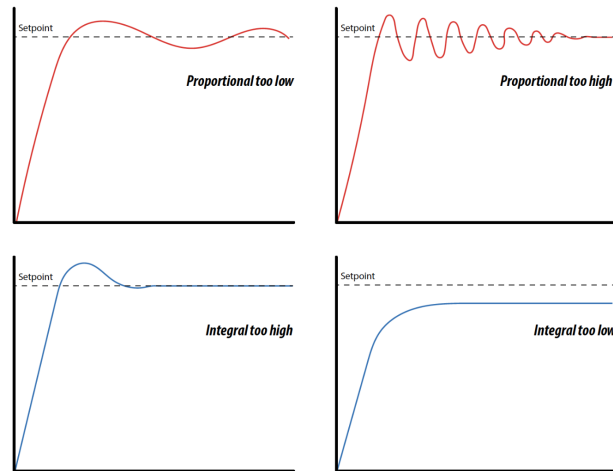 Setpoint
Proportional too low
Setpoint
Proportional too high
Setpoint
Integral too high
Setpoint
Integral too low